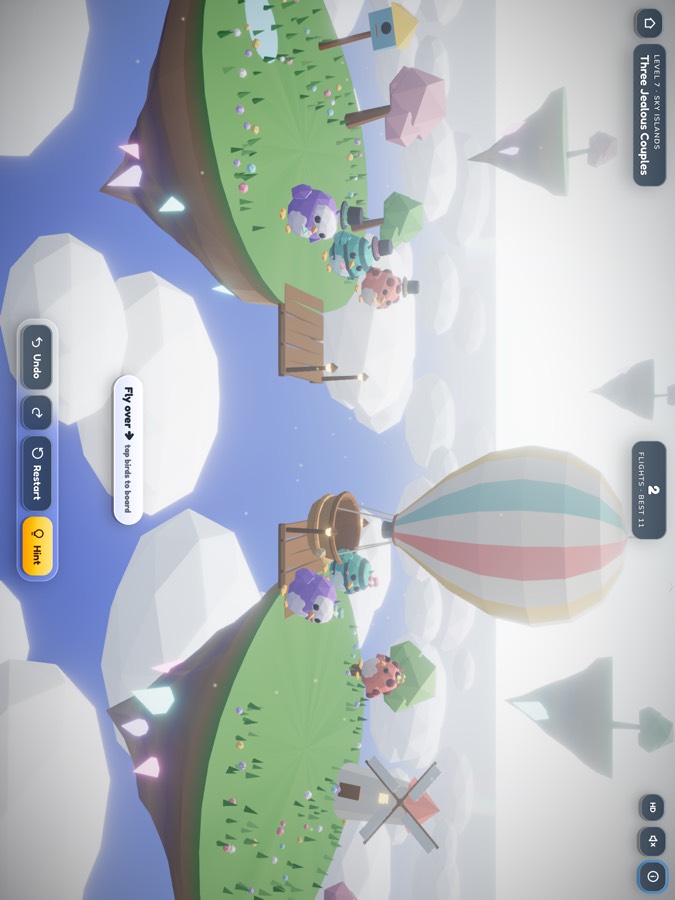 LEVEL 7 · SKY ISLANDS
Three Jealous Couples
2
FLIGHTS · BEST 11
HD
Fly over → tap birds to board
Undo
Restart
Hint